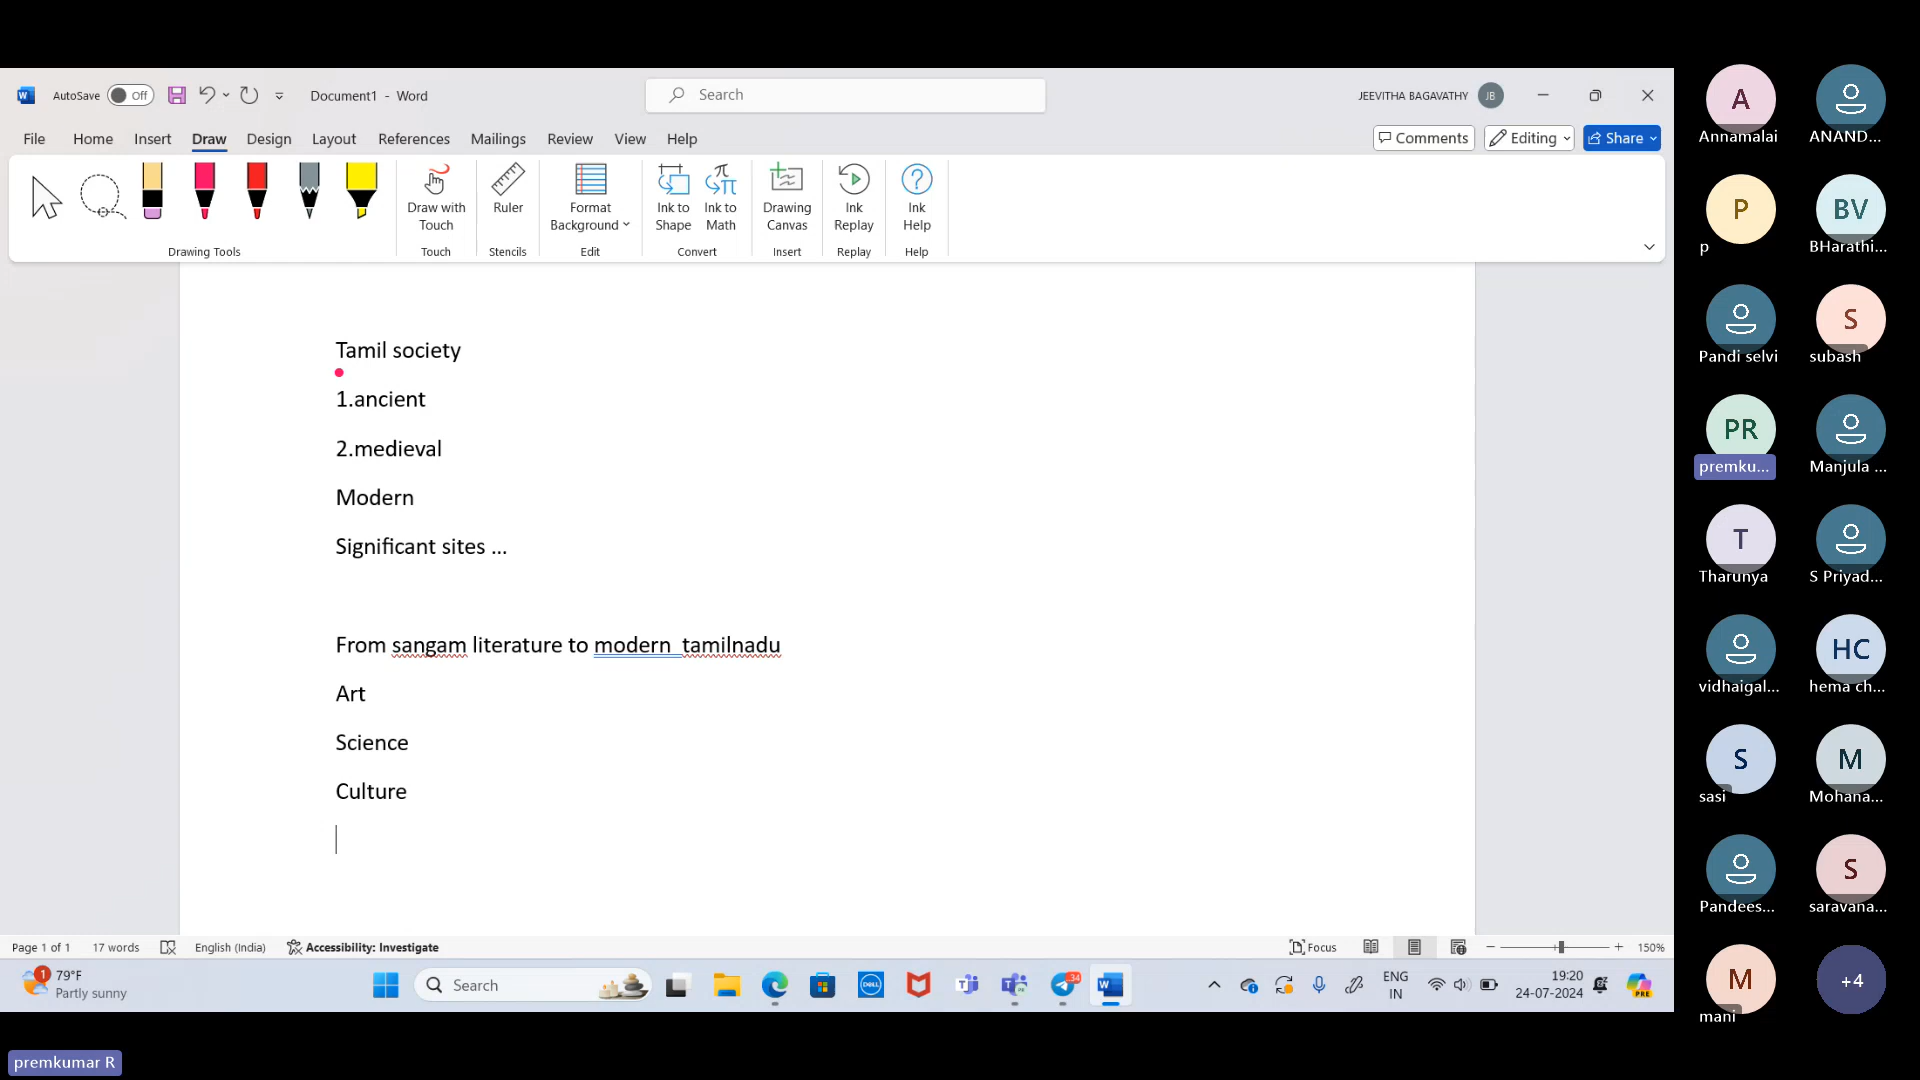 AutoSave Off Document1 - Word Search JEEVITHA BAGAVATHY JB
File Home Insert Draw Design Layout References Mailings Review View Help Comments Editing Share
Draw with Touch
Ruler
Format Background
Ink to Shape
Ink to Math
Drawing Canvas
Ink Replay
Ink Help
Drawing Tools Touch Stencils Edit Convert Insert Replay Help
Tamil society
1.ancient
2.medieval
Modern
Significant sites ...
From sangam literature to modern  tamilnadu
Art
Science
Culture
Page 1 of 1 17 words English (India) Accessibility: Investigate Focus 150%
1 79°F
Partly sunny
Search
DELL
34
ENG
IN
19:20
24-07-2024
PRE
A
Annamalai
ANAND...
P
p
BV
BHarathi...
Pandi selvi
S
subash
PR
premku...
Manjula ...
T
Tharunya
S Priyad...
vidhaigal...
HC
hema ch...
S
sasi
M
Mohana...
Pandees...
S
saravana...
M
mani
+4
premkumar R